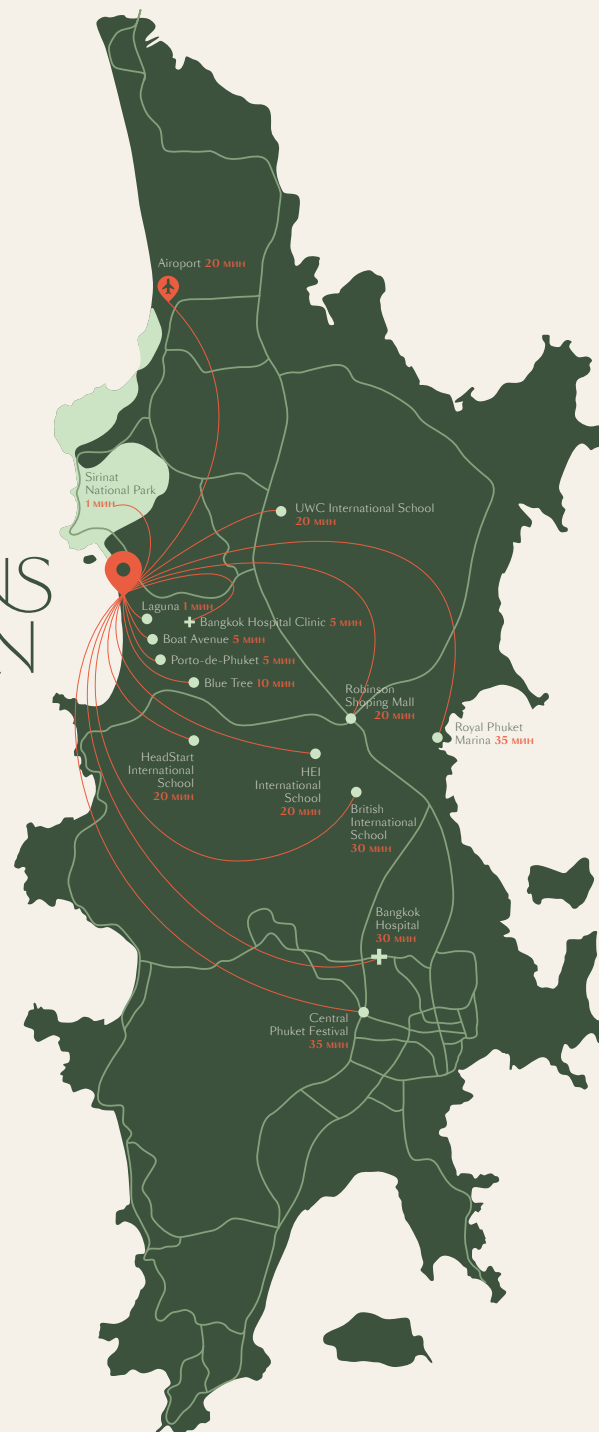 Airoport 20 мин
Sirinat
National Park
1 мин
UWC International School
20 мин
NS
N
Laguna 1 мин
Bangkok Hospital Clinic 5 мин
Boat Avenue 5 мин
Porto-de-Phuket 5 мин
Blue Tree 10 мин
Robinson
Shoping Mall
20 мин
Royal Phuket
Marina 35 мин
HeadStart
International
School
20 мин
HEI
International
School
20 мин
British
International
School
30 мин
Bangkok
Hospital
30 мин
Central
Phuket Festival
35 мин